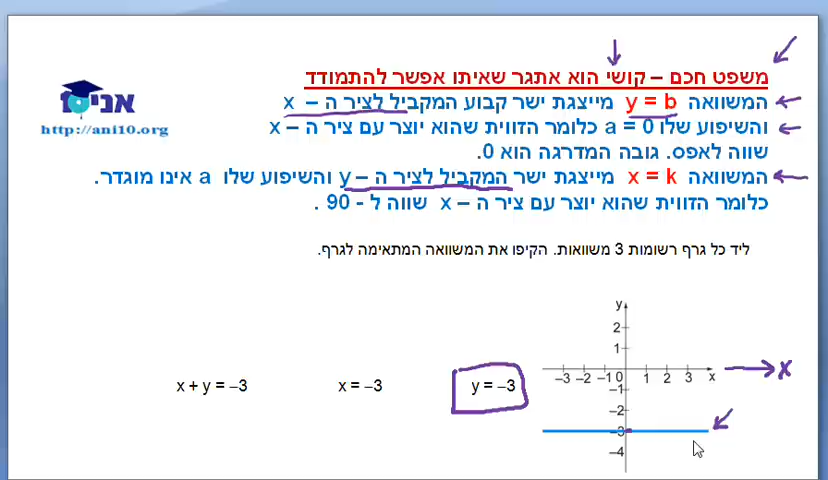 משפט חכם – קושי הוא אתגר שאיתו אפשר להתמודד
המשוואה y = b מייצגת ישר קבוע המקביל לציר ה – x
והשיפוע שלו a = 0 כלומר הזווית שהוא יוצר עם ציר ה – x
שווה לאפס. גובה המדרגה הוא 0.
המשוואה x = k מייצגת ישר המקביל לציר ה – y והשיפוע שלו a אינו מוגדר.
כלומר הזווית שהוא יוצר עם ציר ה – x שווה ל - 90 .
אני10
http://ani10.org
ליד כל גרף רשומות 3 משוואות. הקיפו את המשוואה המתאימה לגרף.
x + y = –3
x = –3
y = –3
y
2
1
–3 –2 –1 0 1 2 3 x
–1
–2
–3
–4
x